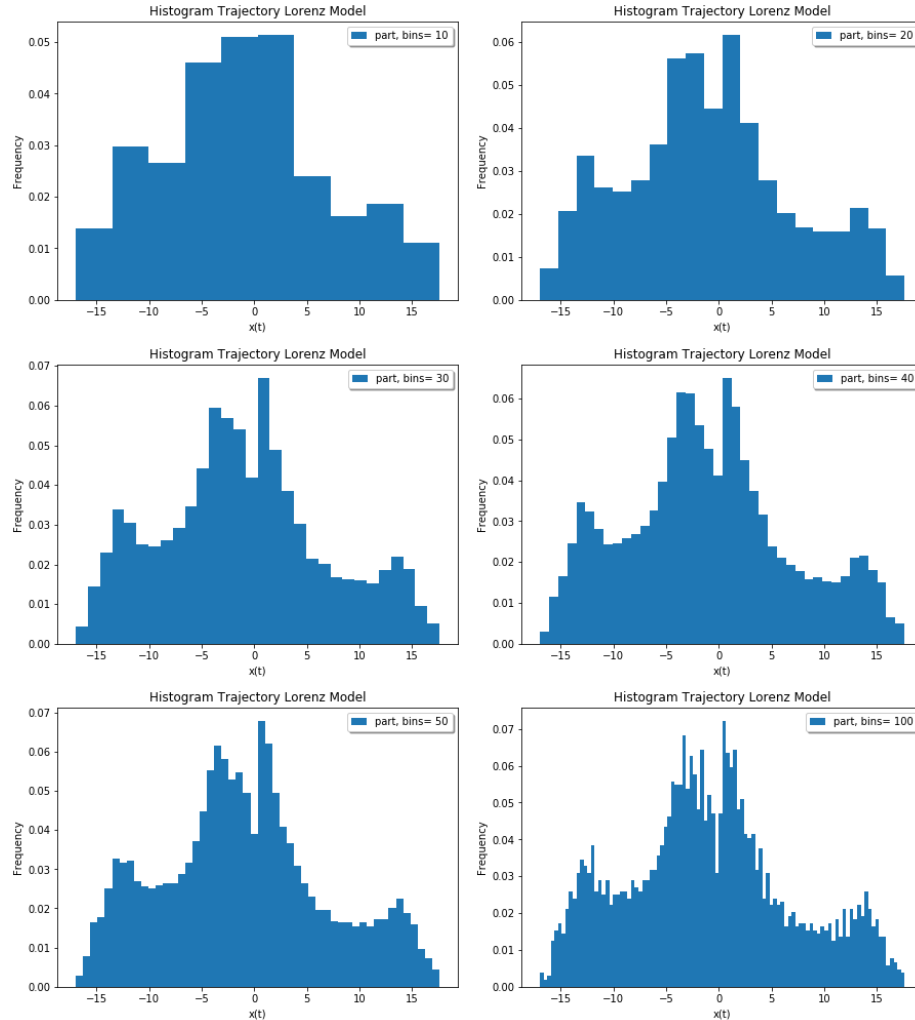 Histogram Trajectory Lorenz Model
part, bins= 10
0.05
0.04
0.03
0.02
0.01
0.00
Frequency
−15 −10 −5 0 5 10 15
x(t)
Histogram Trajectory Lorenz Model
part, bins= 20
0.06
0.05
0.04
0.03
0.02
0.01
0.00
Frequency
−15 −10 −5 0 5 10 15
x(t)
Histogram Trajectory Lorenz Model
part, bins= 30
0.07
0.06
0.05
0.04
0.03
0.02
0.01
0.00
Frequency
−15 −10 −5 0 5 10 15
x(t)
Histogram Trajectory Lorenz Model
part, bins= 40
0.06
0.05
0.04
0.03
0.02
0.01
0.00
Frequency
−15 −10 −5 0 5 10 15
x(t)
Histogram Trajectory Lorenz Model
part, bins= 50
0.07
0.06
0.05
0.04
0.03
0.02
0.01
0.00
Frequency
−15 −10 −5 0 5 10 15
x(t)
Histogram Trajectory Lorenz Model
part, bins= 100
0.07
0.06
0.05
0.04
0.03
0.02
0.01
0.00
Frequency
−15 −10 −5 0 5 10 15
x(t)